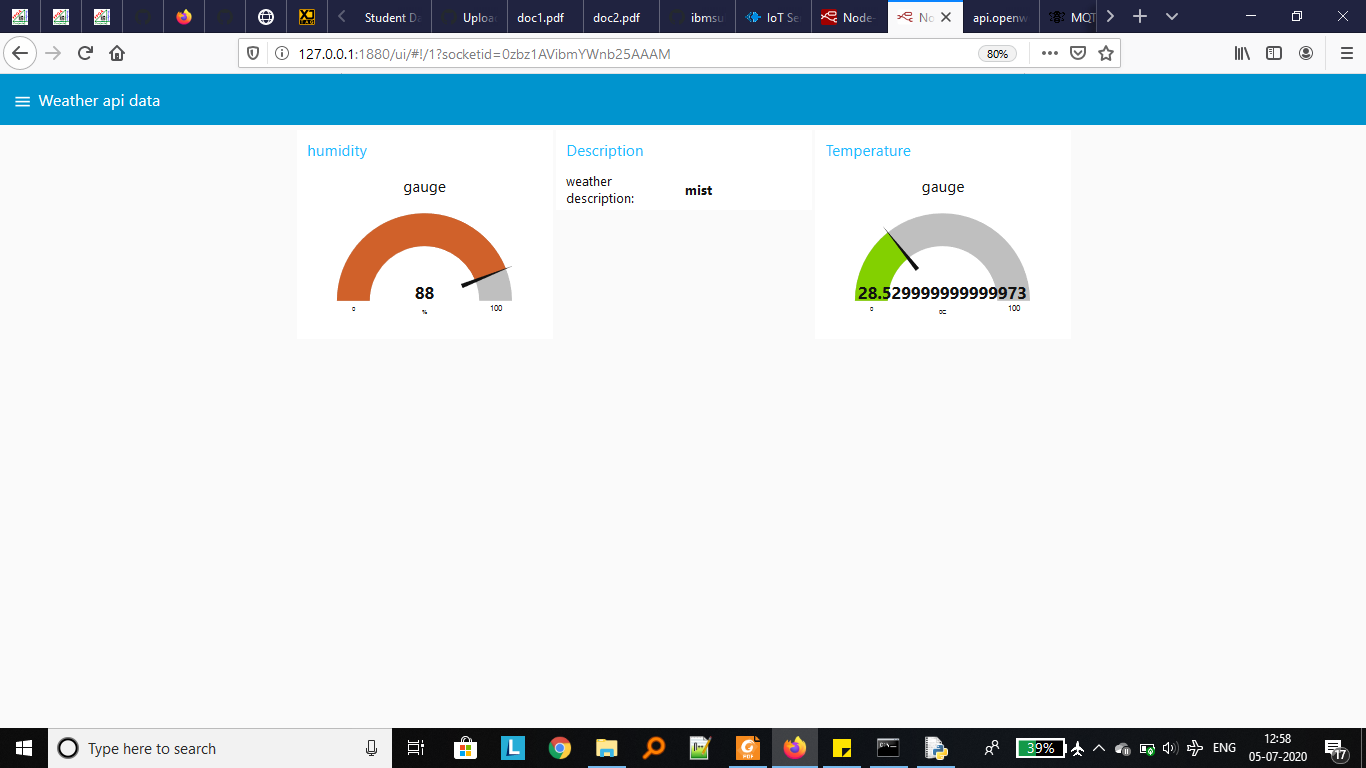 Student Da
Uploa
doc1.pdf
doc2.pdf
ibmsu
IoT Se
Node-
No
api.openw
MQT
127.0.0.1:1880/ui/#!/1?socketid=0zbz1AVibmYWnb25AAAM
80%
Weather api data
humidity
gauge
88
0
%
100
Description
weather
description:
mist
Temperature
gauge
28.529999999999973
0
100
Type here to search
39%
ENG
12:58
05-07-2020
17